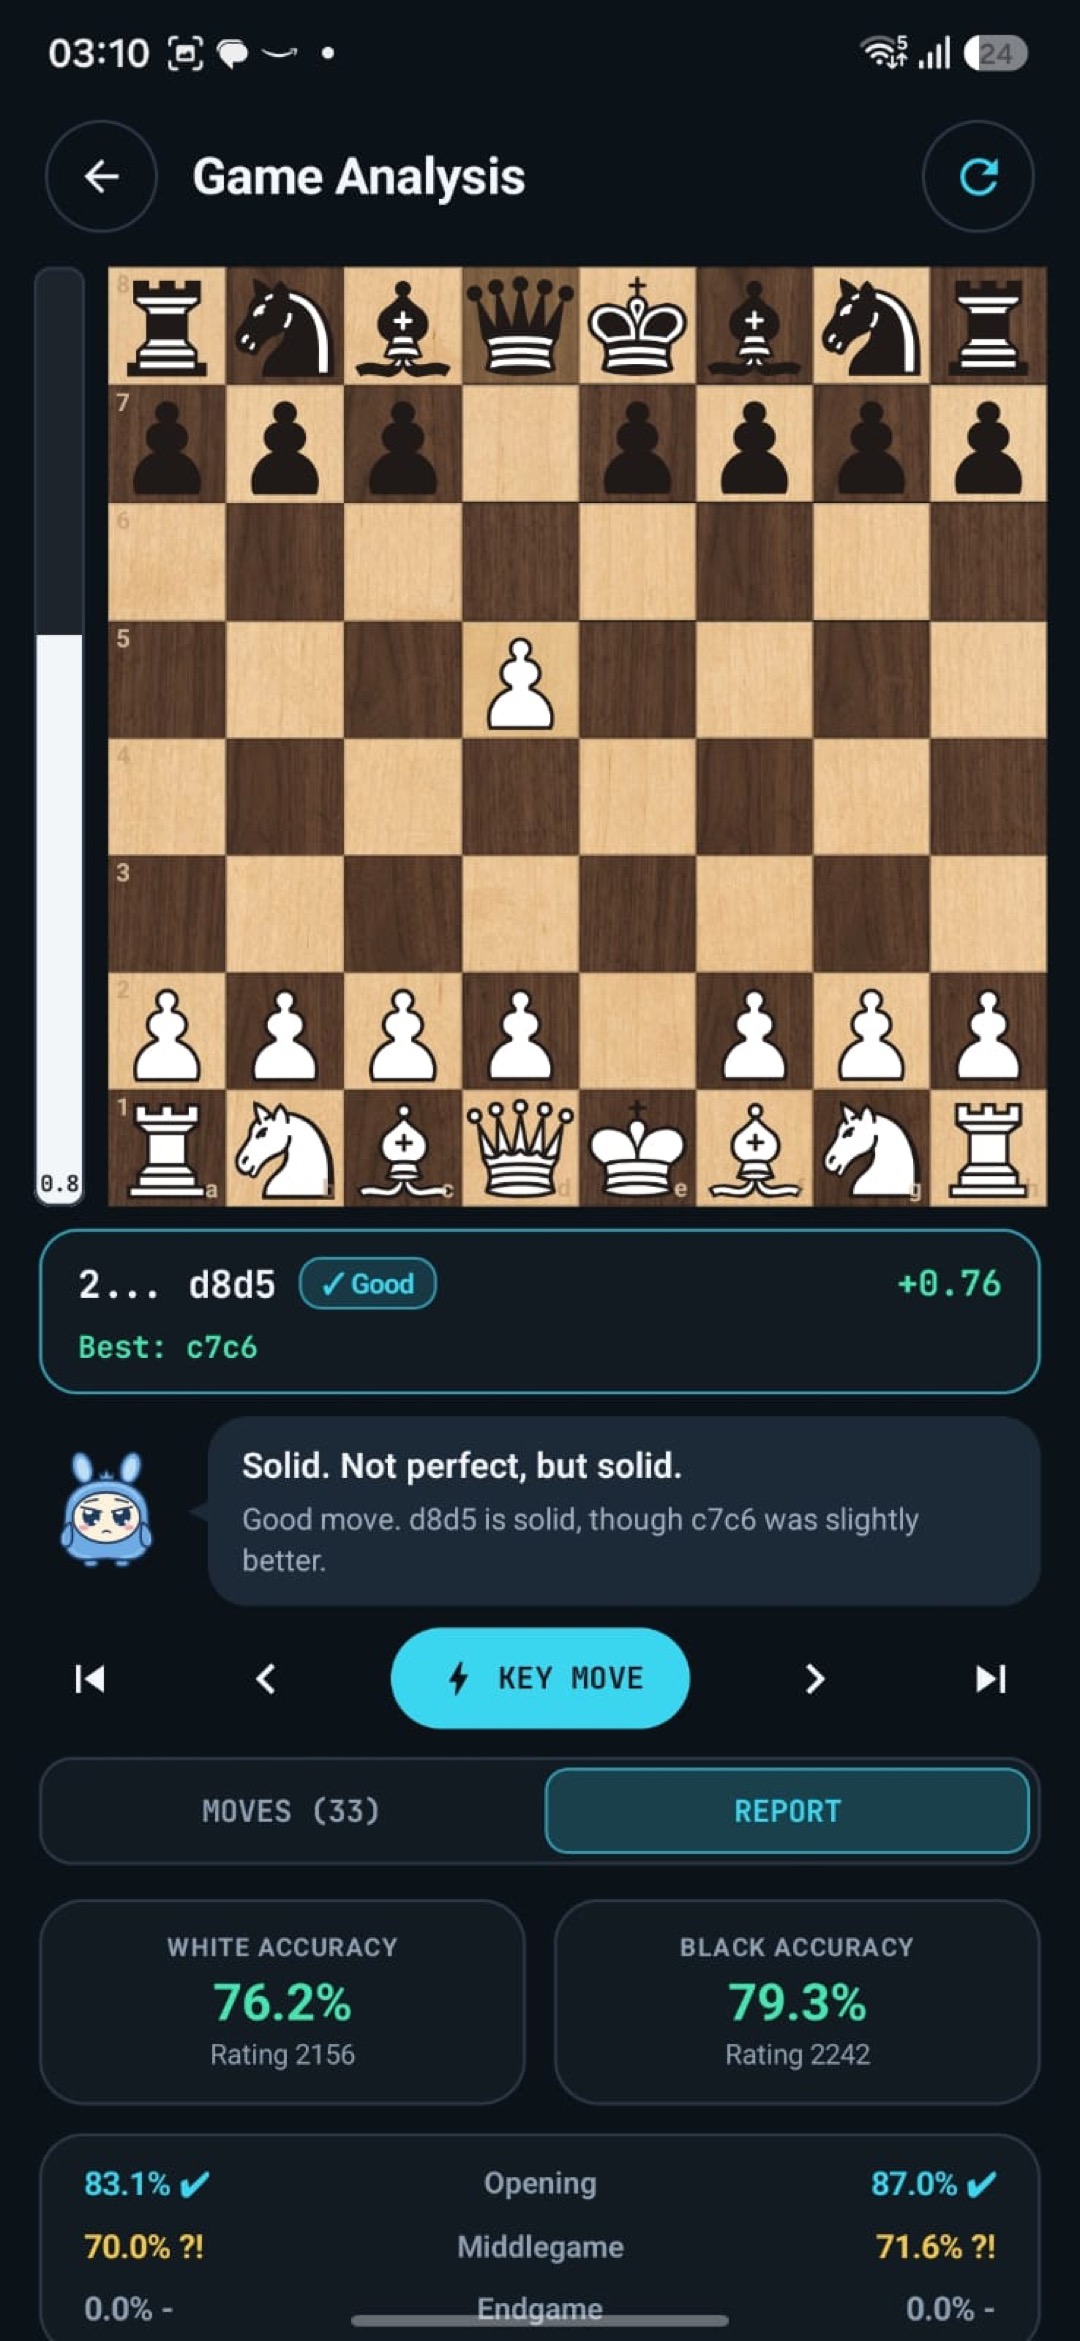 03:10
5
24
Game Analysis
8
7
6
5
4
3
2
1
a b c d e f g h
0.8
2... d8d5 ✓ Good +0.76
Best: c7c6
Solid. Not perfect, but solid.
Good move. d8d5 is solid, though c7c6 was slightly
better.
KEY MOVE
MOVES (33) REPORT
WHITE ACCURACY BLACK ACCURACY
76.2% 79.3%
Rating 2156 Rating 2242
83.1% ✔ Opening 87.0% ✔
70.0% ?! Middlegame 71.6% ?!
0.0% - Endgame 0.0% -